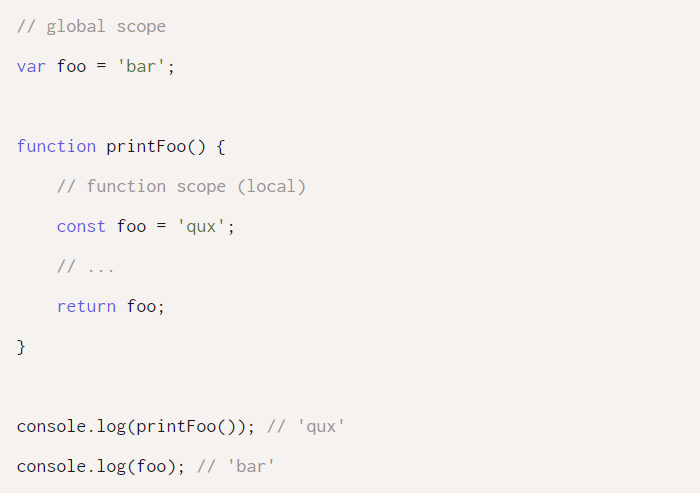 // global scope
var foo = 'bar';
function printFoo() {
// function scope (local)
const foo = 'qux';
// ...
return foo;
}
console.log(printFoo()); // 'qux'
console.log(foo); // 'bar'